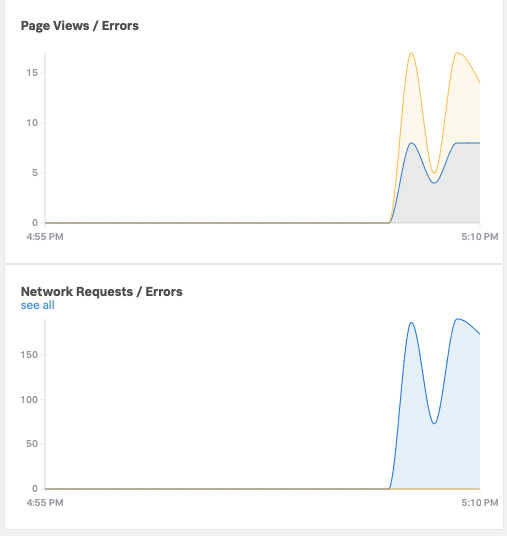 Page Views / Errors
15
10
5
0
4:55 PM 5:10 PM
Network Requests / Errors
see all
150
100
50
0
4:55 PM 5:10 PM